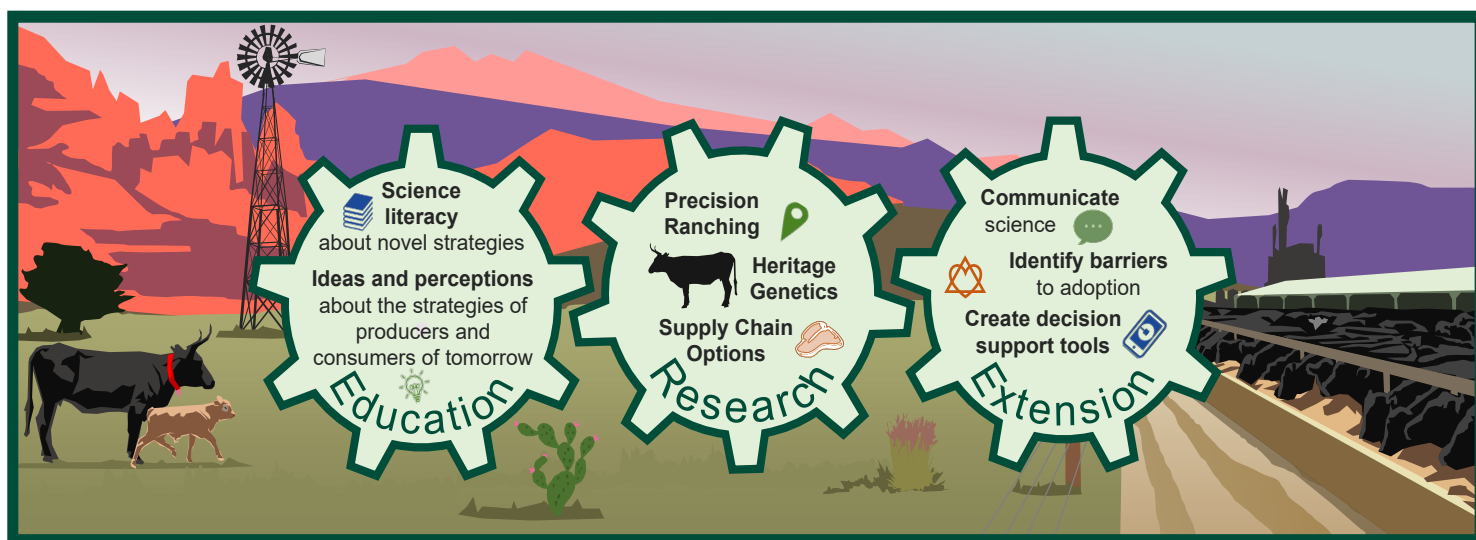 Science
literacy
about novel strategies
Ideas and perceptions
about the strategies of
producers and
consumers of tomorrow
Education
Precision
Ranching
Heritage
Genetics
Supply Chain
Options
Research
Communicate
science
Identify barriers
to adoption
Create decision
support tools
Extension